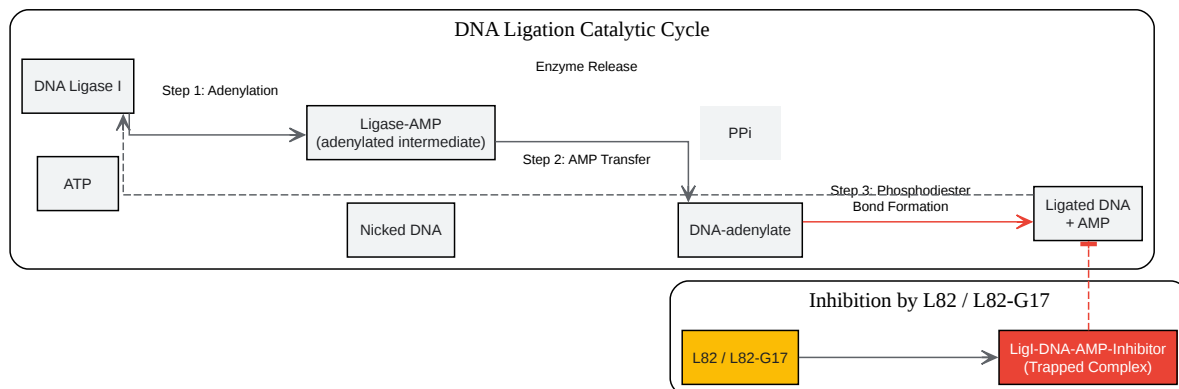 DNA Ligation Catalytic Cycle
Enzyme Release
DNA Ligase I
Step 1: Adenylation
Ligase-AMP
(adenylated intermediate)
PPi
Step 2: AMP Transfer
ATP
Step 3: Phosphodiester
Bond Formation
Ligated DNA
+ AMP
Nicked DNA
DNA-adenylate
Inhibition by L82 / L82-G17
L82 / L82-G17
LigI-DNA-AMP-Inhibitor
(Trapped Complex)